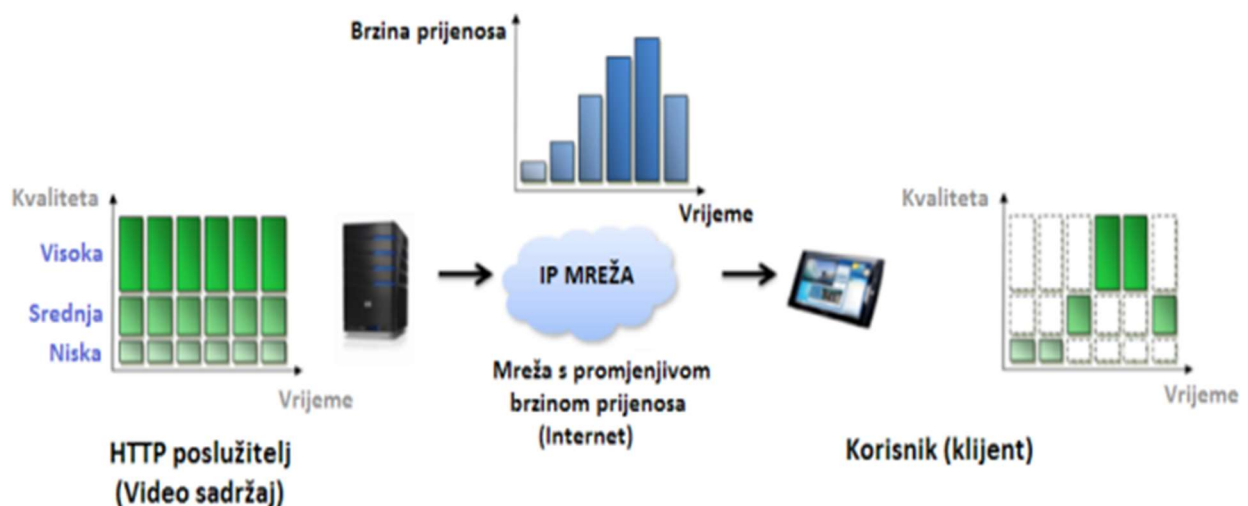 Brzina prijenosa
Vrijeme
Kvaliteta
Visoka
Srednja
Niska
Vrijeme
HTTP poslužitelj
(Video sadržaj)
IP MREŽA
Mreža s promjenjivom
brzinom prijenosa
(Internet)
Kvaliteta
Vrijeme
Korisnik (klijent)